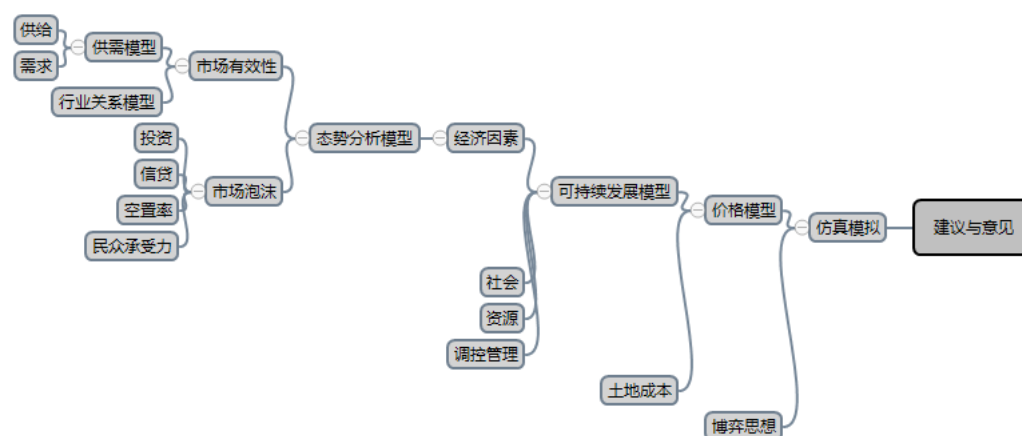 供给
供需模型
需求
市场有效性
行业关系模型
投资
态势分析模型
经济因素
信贷
市场泡沫
可持续发展模型
空置率
价格模型
仿真模拟
建议与意见
民众承受力
社会
资源
调控管理
土地成本
博弈思想